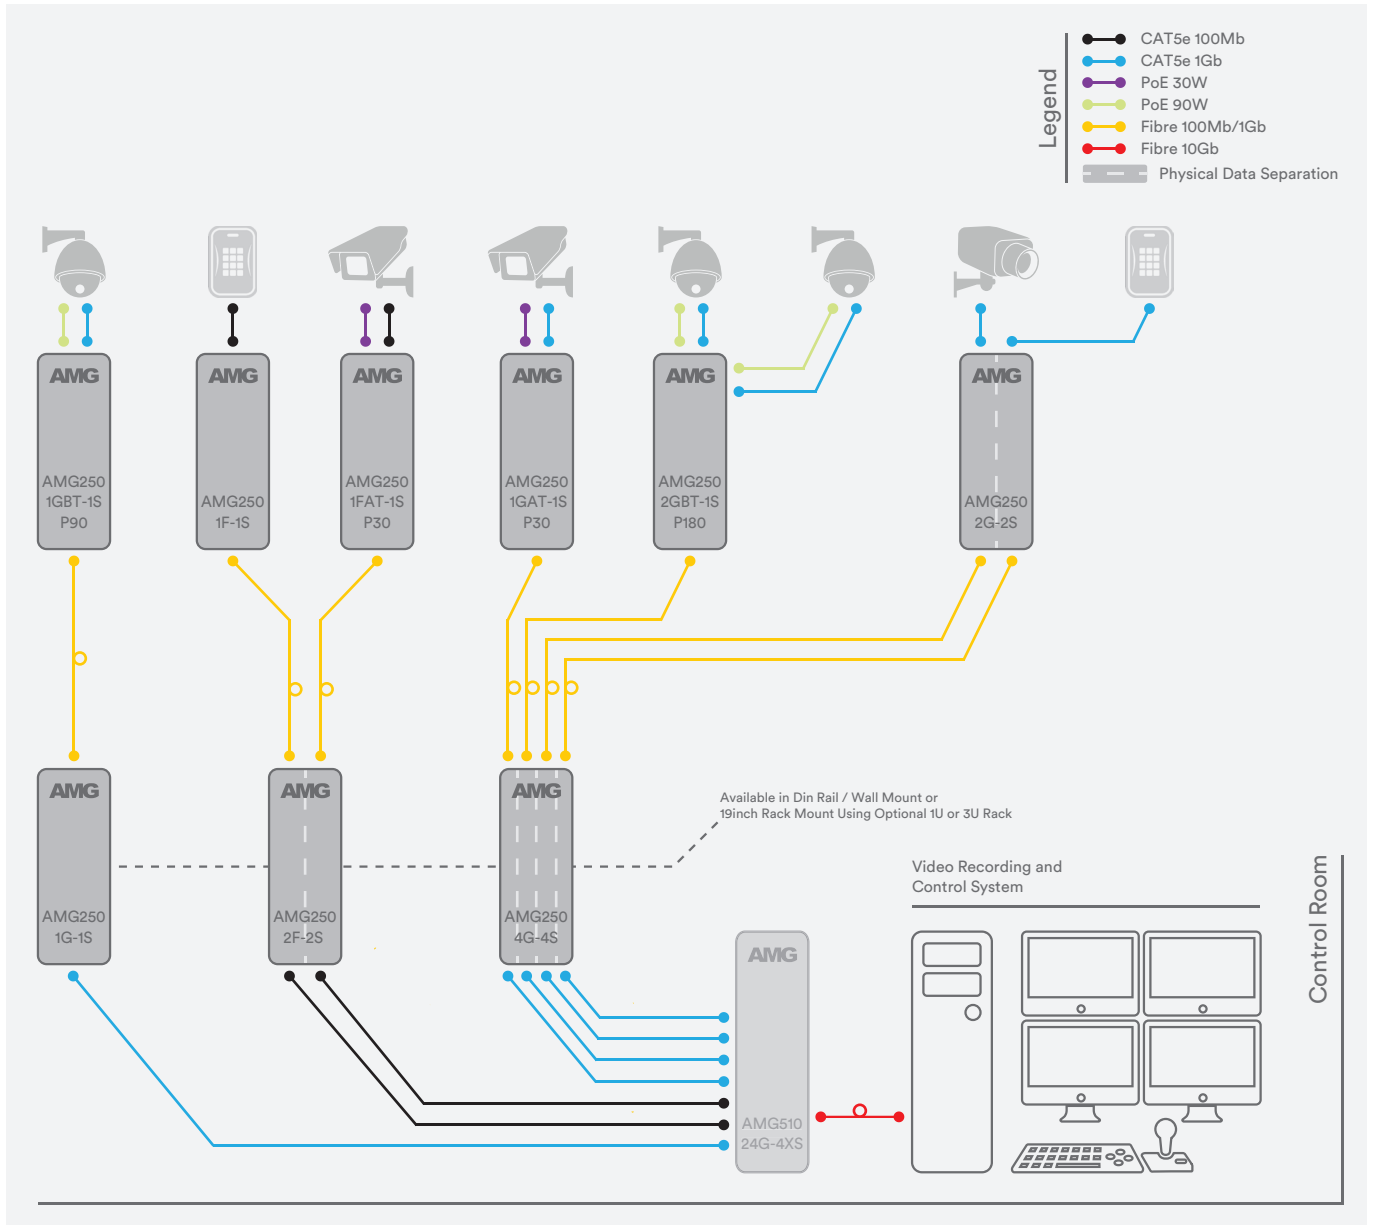 Legend
CAT5e 100Mb
CAT5e 1Gb
PoE 30W
PoE 90W
Fibre 100Mb/1Gb
Fibre 10Gb
Physical Data Separation
AMG
AMG250
1GBT-1S
P90
AMG
AMG250
1F-1S
AMG
AMG250
1FAT-1S
P30
AMG
AMG250
1GAT-1S
P30
AMG
AMG250
2GBT-1S
P180
AMG
AMG250
2G-2S
AMG
AMG250
1G-1S
AMG
AMG250
2F-2S
AMG
AMG250
4G-4S
Available in Din Rail / Wall Mount or
19inch Rack Mount Using Optional 1U or 3U Rack
AMG
AMG510
24G-4XS
Video Recording and
Control System
Control Room